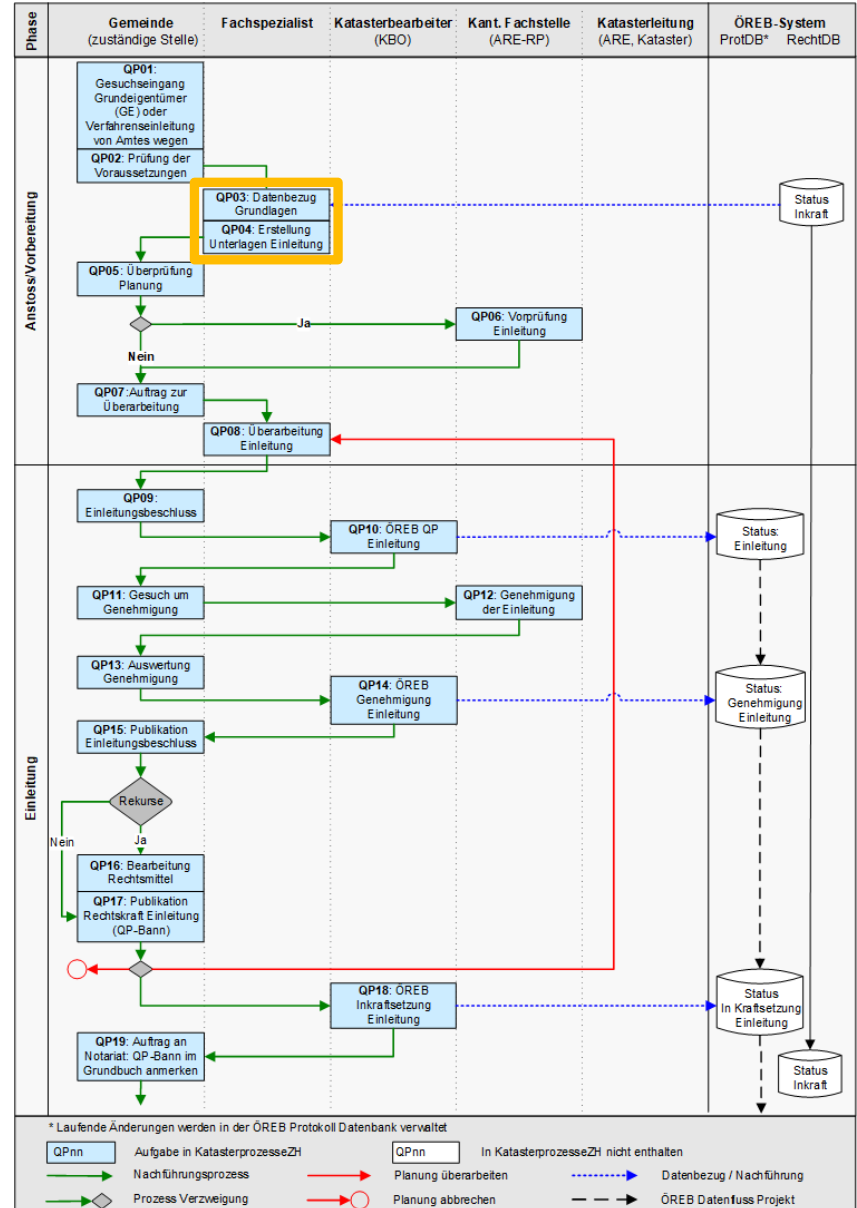 Phase
Gemeinde
(zuständige Stelle)
Fachspezialist
Katasterbearbeiter
(KBO)
Kant. Fachstelle
(ARE-RP)
Katasterleitung
(ARE, Kataster)
ÖREB-System
ProtDB* RechtDB
Anstoss/Vorbereitung
QP01:
Gesuchseingang
Grundeigentümer
(GE) oder
Verfahrenseinleitung
von Amtes wegen
QP02: Prüfung der
Voraussetzungen
QP03: Datenbezug
Grundlagen
Status
Inkraft
QP04: Erstellung
Unterlagen Einleitung
QP05: Überprüfung
Planung
Ja
QP06: Vorprüfung
Einleitung
Nein
QP07:Auftrag zur
Überarbeitung
QP08: Überarbeitung
Einleitung
Einleitung
QP09:
Einleitungsbeschluss
QP10: ÖREB QP
Einleitung
Status:
Einleitung
QP11: Gesuch um
Genehmigung
QP12: Genehmigung
der Einleitung
QP13: Auswertung
Genehmigung
QP14: ÖREB
Genehmigung
Einleitung
Status:
Genehmigung
Einleitung
QP15: Publikation
Einleitungsbeschluss
Rekurse
Nein
Ja
QP16: Bearbeitung
Rechtsmittel
QP17: Publikation
Rechtskraft Einleitung
(QP-Bann)
QP18: ÖREB
Inkraftsetzung
Einleitung
Status
In Kraftsetzung
Einleitung
QP19: Auftrag an
Notariat: QP-Bann im
Grundbuch anmerken
Status
Inkraft
* Laufende Änderungen werden in der ÖREB Protokoll Datenbank verwaltet
QPnn Aufgabe in KatasterprozesseZH QPnn In KatasterprozesseZH nicht enthalten
Nachführungsprozess Planung überarbeiten Datenbezug / Nachführung
Prozess Verzweigung Planung abbrechen ÖREB Datenfluss Projekt